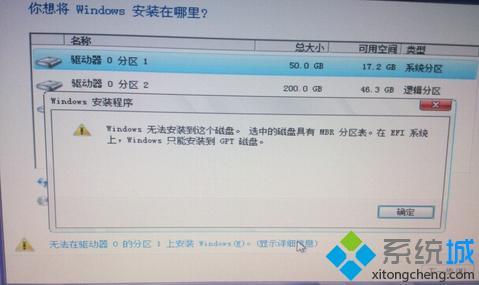 你想将 Windows 安装在哪里?
名称 总大小 可用空间 类型
驱动器 0 分区 1 50.0 GB 17.2 GB 系统分区
驱动器 0 分区 2 200.0 GB 46.3 GB 逻辑分区
Windows 安装程序
Windows 无法安装到这个磁盘。选中的磁盘具有 MBR 分区表。在 EFI 系统
上,Windows 只能安装到 GPT 磁盘。
确定
无法在驱动器 0 的分区 1 上安装 Windows(W)。(显示详细信息)
系统城
xitongcheng.com